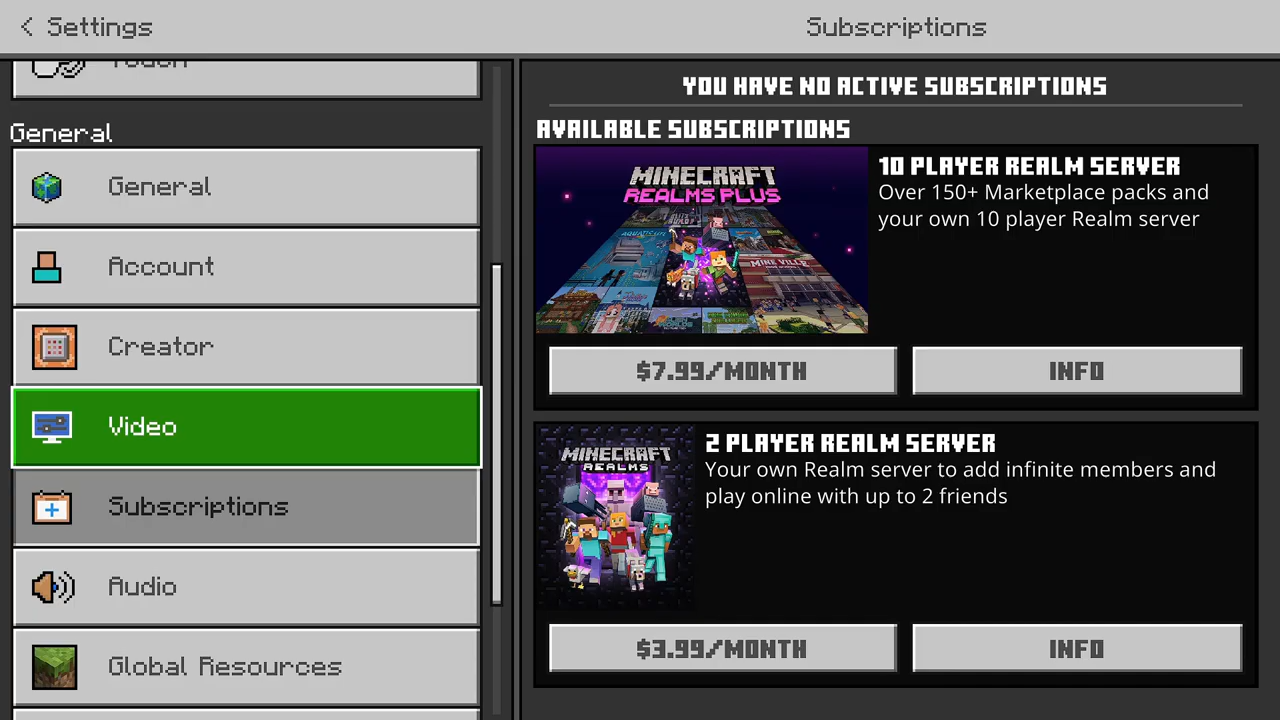 Settings
Subscriptions
Touch
General
General
Account
Creator
Video
Subscriptions
Audio
Global Resources
YOU HAVE NO ACTIVE SUBSCRIPTIONS
AVAILABLE SUBSCRIPTIONS
MINECRAFT
REALMS PLUS
10 PLAYER REALM SERVER
Over 150+ Marketplace packs and
your own 10 player Realm server
$7.99/MONTH
INFO
MINECRAFT
REALMS
2 PLAYER REALM SERVER
Your own Realm server to add infinite members and
play online with up to 2 friends
$3.99/MONTH
INFO